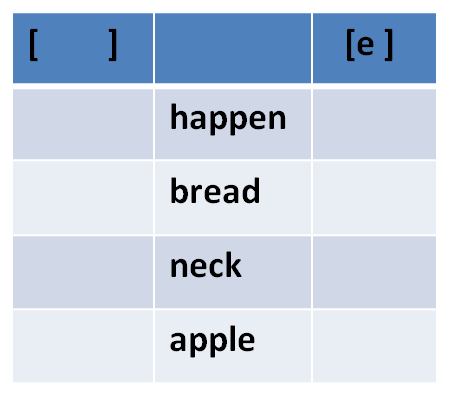 [ ] [e ]
happen
bread
neck
apple